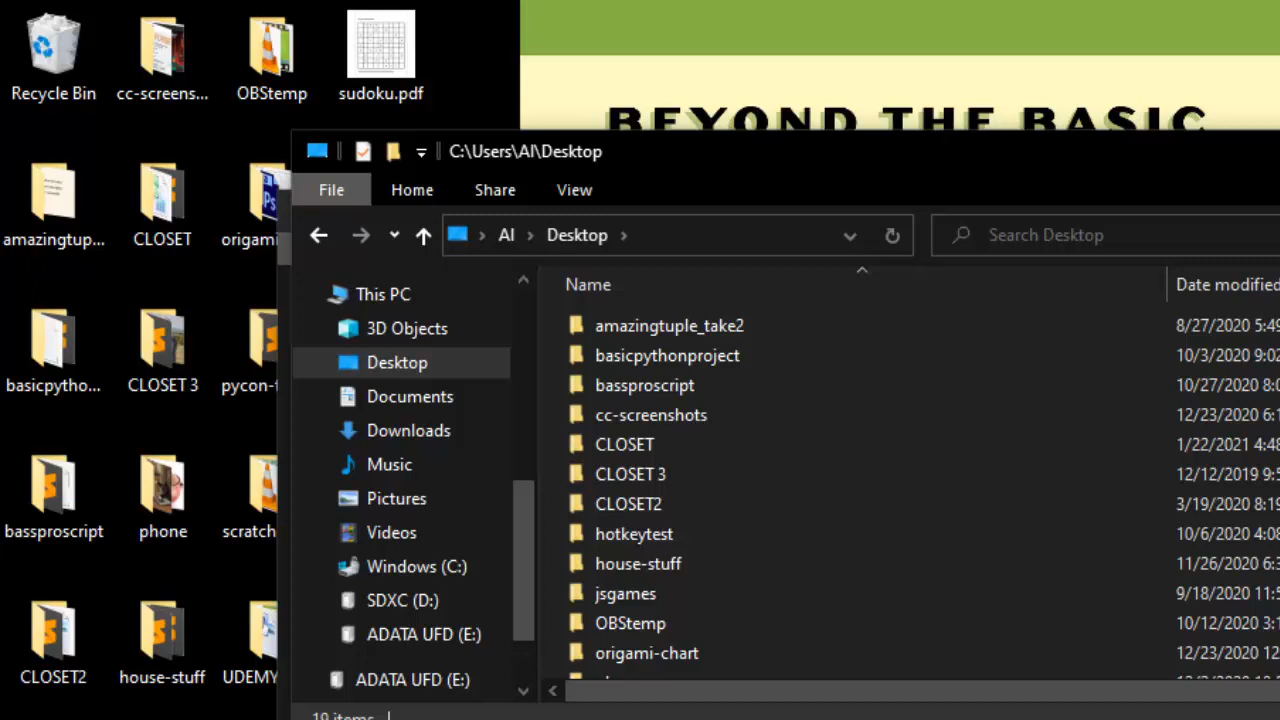 Recycle Bin
cc-screens...
OBStemp
sudoku.pdf
BEYOND THE BASIC
amazingtup...
CLOSET
origami
basicpytho...
CLOSET 3
pycon-
bassproscript
phone
scratch
CLOSET2
house-stuff
UDEMY
C:\Users\Al\Desktop
File
Home
Share
View
Al
Desktop
Search Desktop
This PC
3D Objects
Desktop
Documents
Downloads
Music
Pictures
Videos
Windows (C:)
SDXC (D:)
ADATA UFD (E:)
ADATA UFD (E:)
Name
Date modified
amazingtuple_take2
8/27/2020 5:49
basicpythonproject
10/3/2020 9:02
bassproscript
10/27/2020 8:0
cc-screenshots
12/23/2020 6:1
CLOSET
1/22/2021 4:48
CLOSET 3
12/12/2019 9:5
CLOSET2
3/19/2020 8:19
hotkeytest
10/6/2020 4:08
house-stuff
11/26/2020 6:3
jsgames
9/18/2020 11:5
OBStemp
10/12/2020 3:1
origami-chart
12/23/2020 12:
19 items